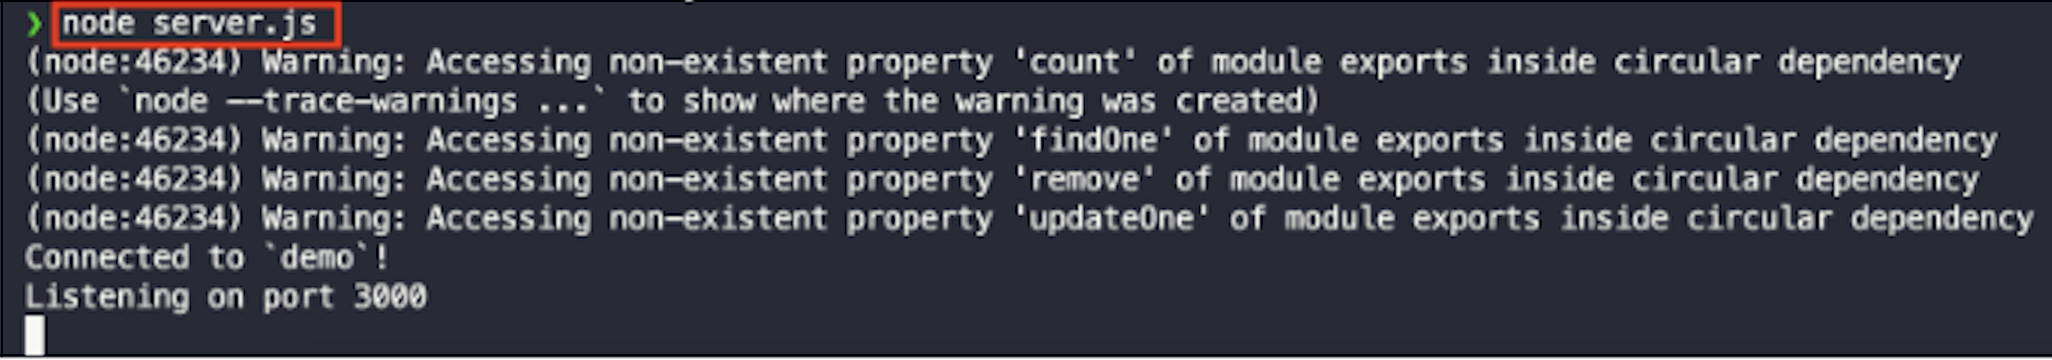 ❯ node server.js
(node:46234) Warning: Accessing non-existent property 'count' of module exports inside circular dependency
(Use `node --trace-warnings ...` to show where the warning was created)
(node:46234) Warning: Accessing non-existent property 'findOne' of module exports inside circular dependency
(node:46234) Warning: Accessing non-existent property 'remove' of module exports inside circular dependency
(node:46234) Warning: Accessing non-existent property 'updateOne' of module exports inside circular dependency
Connected to `demo`!
Listening on port 3000